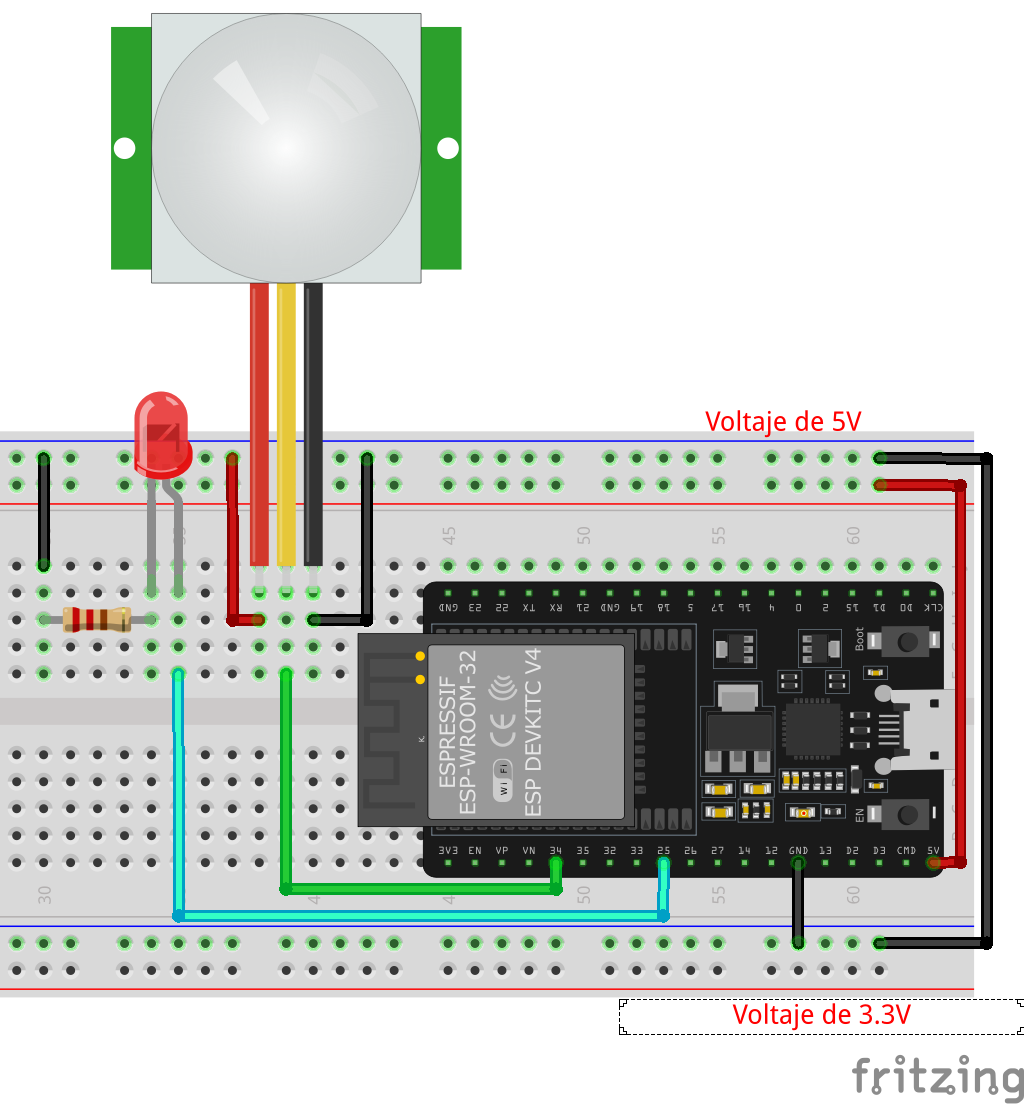 Voltaje de 5V
35
45
50
55
60
GND 23 22 TX RX 21 GND 19 18 5 17 16 4 0 2 15 D1 D0 CLK
Boot
ESPRESSIF
ESP-WROOM-32
Wi Fi
CE
ESP DEVKITC V4
EN
3V3 EN VP VN 34 35 32 33 25 26 27 14 12 GND 13 D2 D3 CMD 5V
30
4
4
50
55
60
Voltaje de 3.3V
fritzing